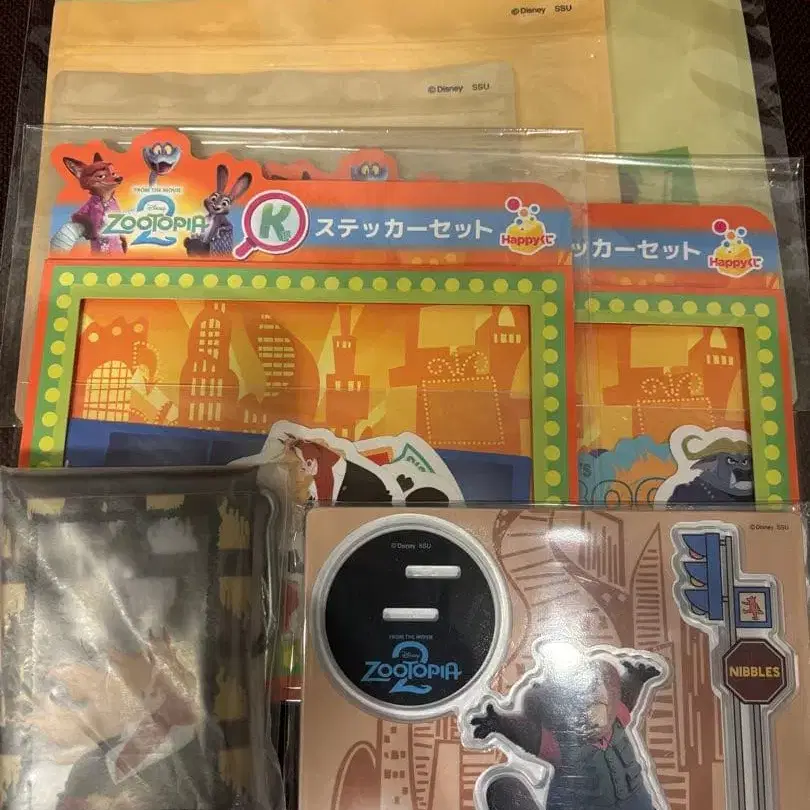 ©Disney SSU
©Disney SSU
FROM THE MOVIE
Disney
ZOOTOPIA
2
K
ステッカーセット
Happyくじ
ッカーセット
Happyくじ
©Disney SSU
FROM THE MOVIE
Disney
ZOOTOPIA
2
©Disney SSU
NIBBLES